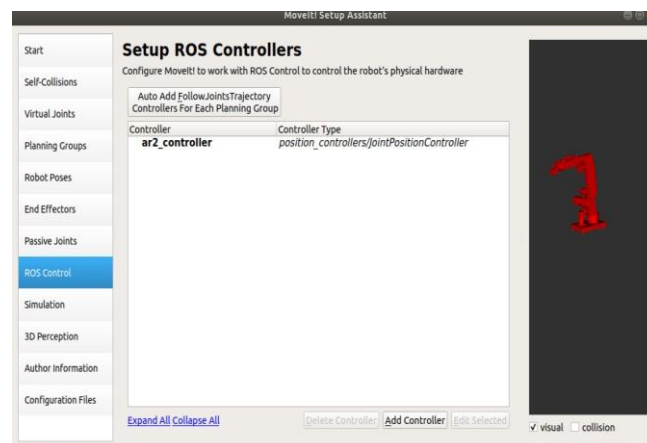 MoveIt! Setup Assistant
Start
Self-Collisions
Virtual Joints
Planning Groups
Robot Poses
End Effectors
Passive Joints
ROS Control
Simulation
3D Perception
Author Information
Configuration Files
Setup ROS Controllers
Configure MoveIt! to work with ROS Control to control the robot's physical hardware
Auto Add FollowJointsTrajectory
Controllers For Each Planning Group
Controller Controller Type
ar2_controller position_controllers/JointPositionController
Expand All Collapse All Delete Controller Add Controller Edit Selected
visual collision